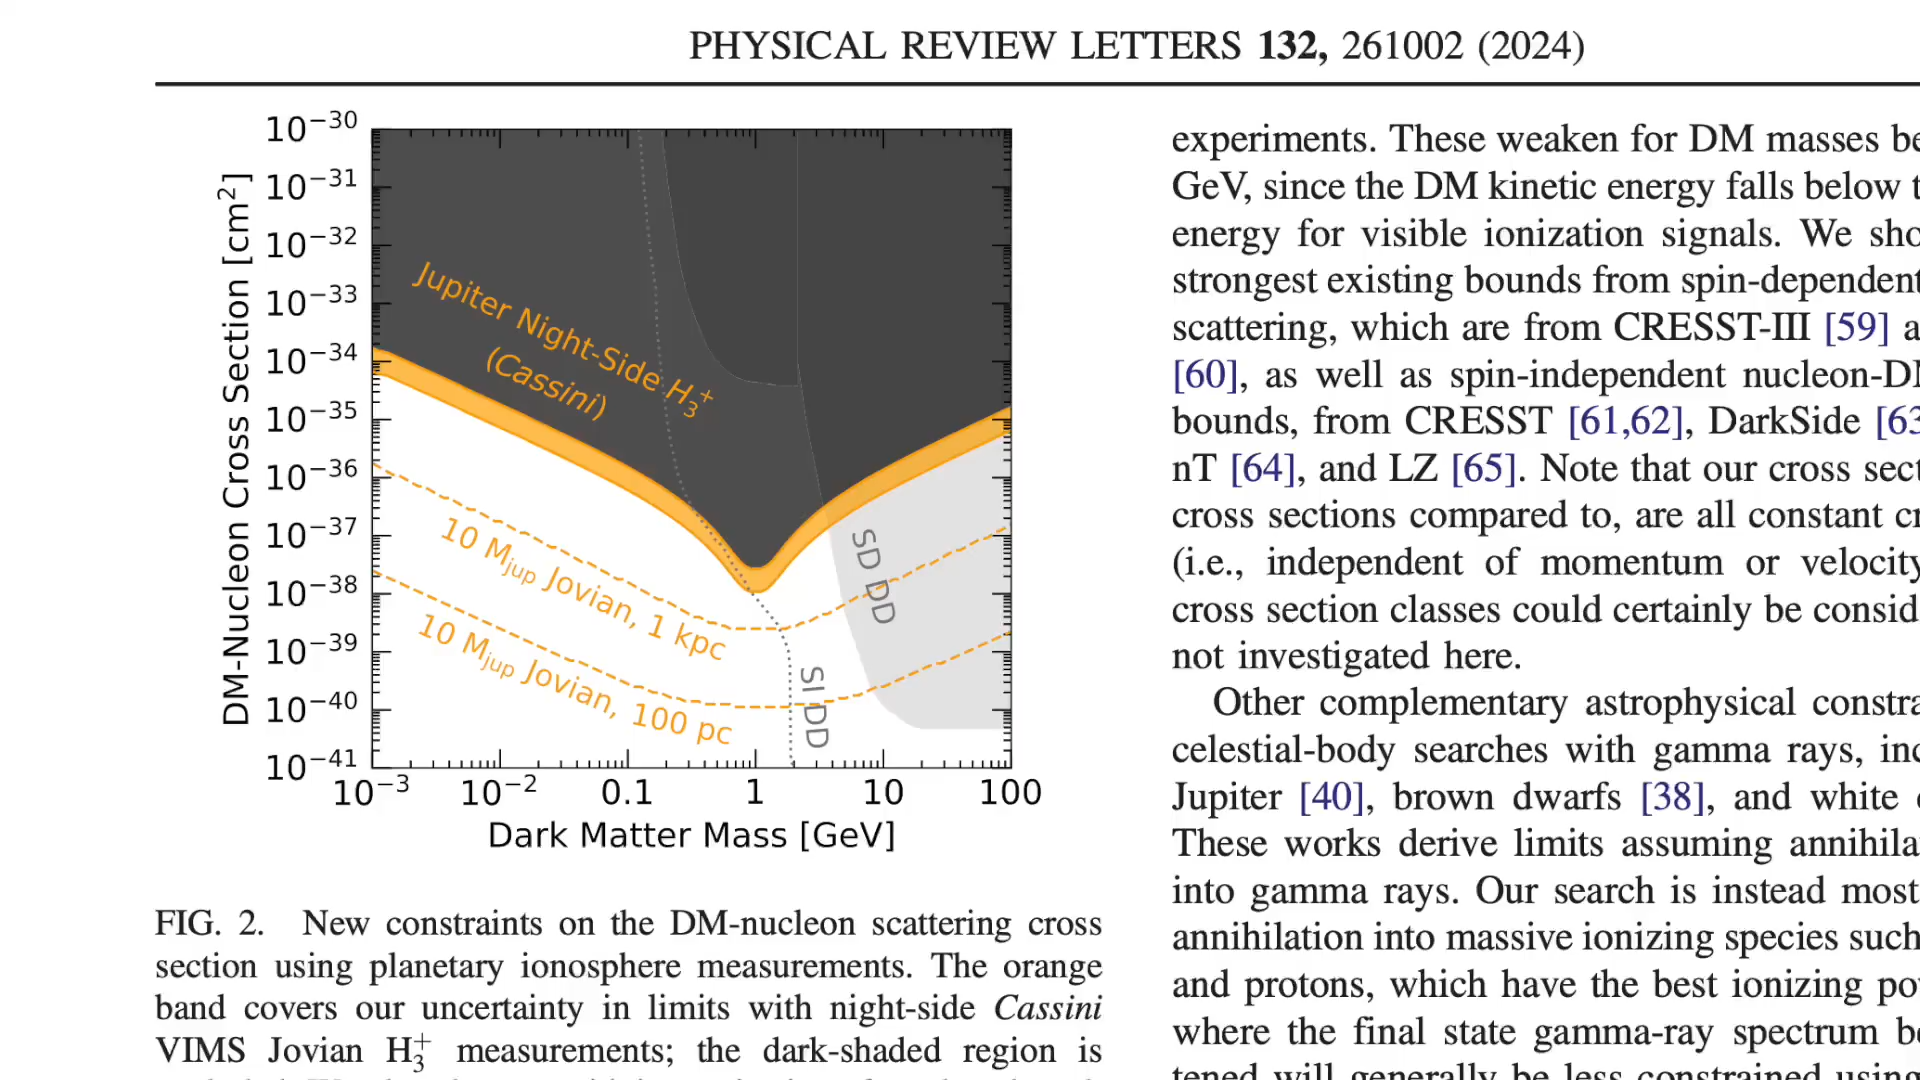 PHYSICAL REVIEW LETTERS 132, 261002 (2024)
10⁻³⁰
10⁻³¹
10⁻³²
10⁻³³
10⁻³⁴
10⁻³⁵
10⁻³⁶
10⁻³⁷
10⁻³⁸
10⁻³⁹
10⁻⁴⁰
10⁻⁴¹
DM-Nucleon Cross Section [cm²]
Jupiter Night-Side H₃⁺
(Cassini)
10 Mjup Jovian, 1 kpc
10 Mjup Jovian, 100 pc
SD DD
SI DD
10⁻³ 10⁻² 0.1 1 10 100
Dark Matter Mass [GeV]
FIG. 2. New constraints on the DM-nucleon scattering cross
section using planetary ionosphere measurements. The orange
band covers our uncertainty in limits with night-side Cassini
VIMS Jovian H₃⁺ measurements; the dark-shaded region is
experiments. These weaken for DM masses be
GeV, since the DM kinetic energy falls below t
energy for visible ionization signals. We sho
strongest existing bounds from spin-dependent
scattering, which are from CRESST-III [59] a
[60], as well as spin-independent nucleon-DM
bounds, from CRESST [61,62], DarkSide [63
nT [64], and LZ [65]. Note that our cross sect
cross sections compared to, are all constant cr
(i.e., independent of momentum or velocity
cross section classes could certainly be consid
not investigated here.
Other complementary astrophysical constra
celestial-body searches with gamma rays, inc
Jupiter [40], brown dwarfs [38], and white
These works derive limits assuming annihila
into gamma rays. Our search is instead most
annihilation into massive ionizing species such
and protons, which have the best ionizing po
where the final state gamma-ray spectrum be
tened will generally be less constrained using